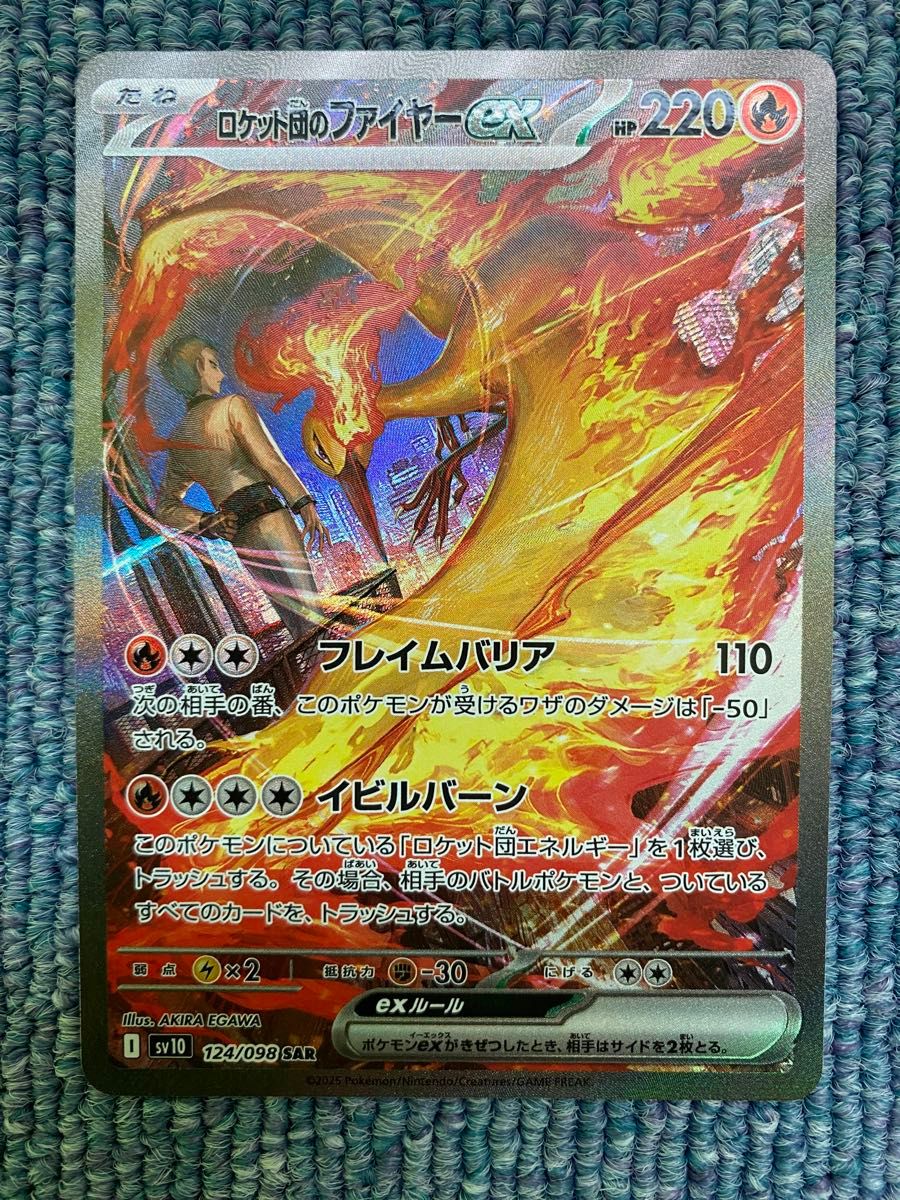 たね
ロケット団のファイヤーex HP 220
フレイムバリア 110
次の相手の番、このポケモンが受けるワザのダメージは「-50」
される。
イビルバーン
このポケモンについている「ロケット団エネルギー」を1枚選び、
トラッシュする。その場合、相手のバトルポケモンと、ついている
すべてのカードを、トラッシュする。
弱点 ×2 抵抗力 -30 にげる
exルール
ポケモンexがきぜつしたとき、相手はサイドを2枚とる。
Illus. AKIRA EGAWA
I sv10 124/098 SAR
©2025 Pokémon/Nintendo/Creatures/GAME FREAK.